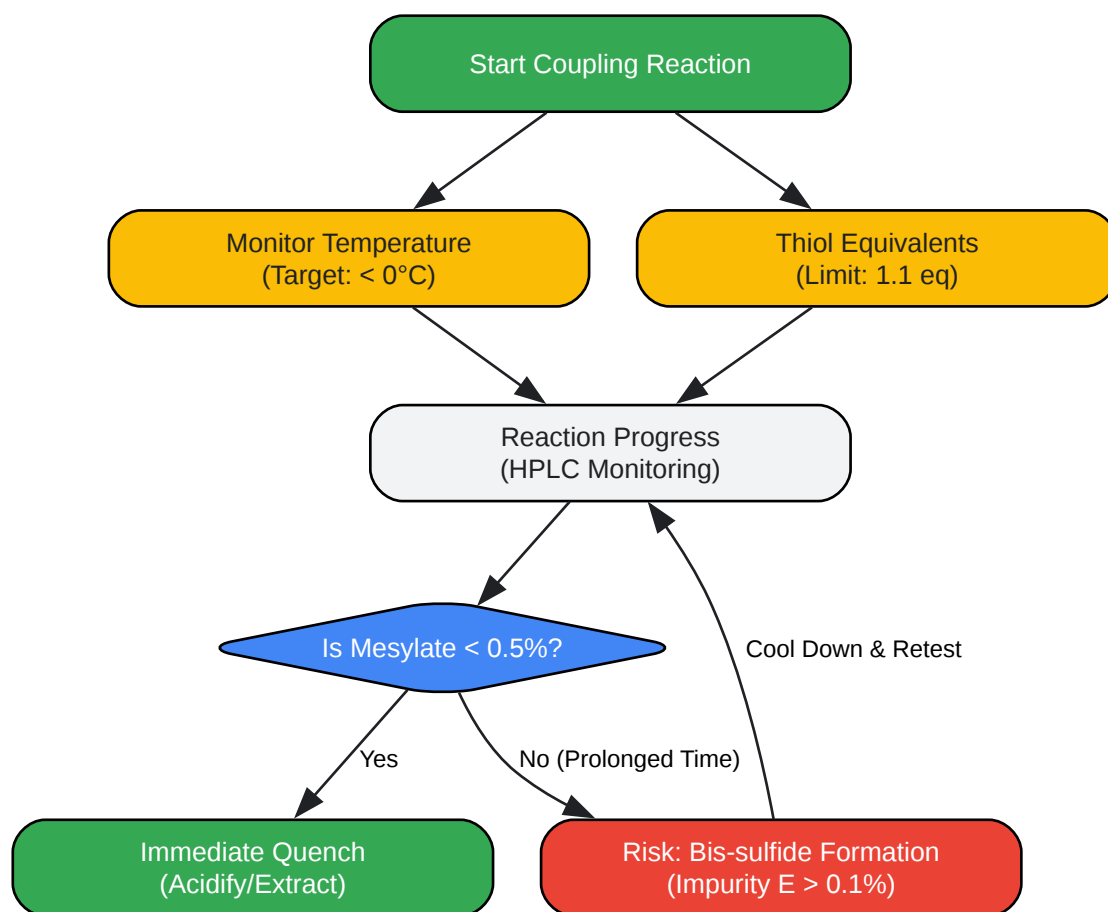 Start Coupling Reaction
Monitor Temperature
(Target: < 0°C)
Thiol Equivalents
(Limit: 1.1 eq)
Reaction Progress
(HPLC Monitoring)
Is Mesylate < 0.5%?
Cool Down & Retest
Yes
No (Prolonged Time)
Immediate Quench
(Acidify/Extract)
Risk: Bis-sulfide Formation
(Impurity E > 0.1%)